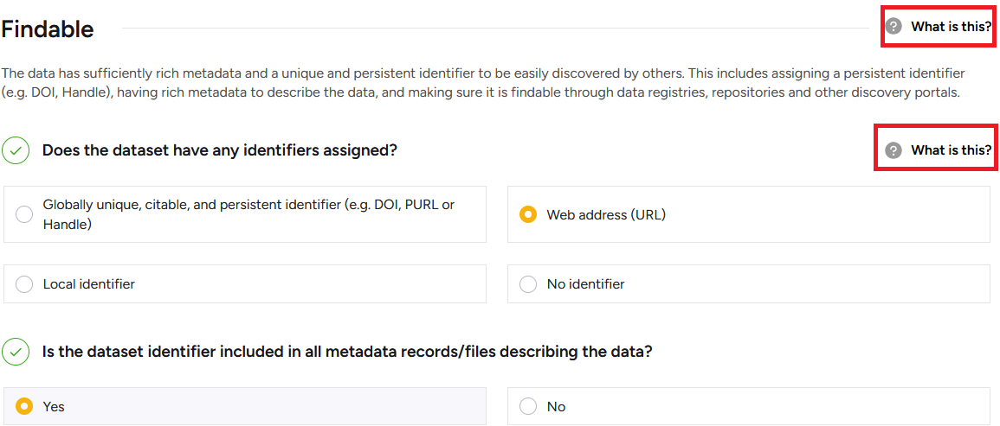 Findable
What is this?
The data has sufficiently rich metadata and a unique and persistent identifier to be easily discovered by others. This includes assigning a persistent identifier
(e.g. DOI, Handle), having rich metadata to describe the data, and making sure it is findable through data registries, repositories and other discovery portals.
Does the dataset have any identifiers assigned?
What is this?
Globally unique, citable, and persistent identifier (e.g. DOI, PURL or
Handle)
Web address (URL)
Local identifier
No identifier
Is the dataset identifier included in all metadata records/files describing the data?
Yes
No